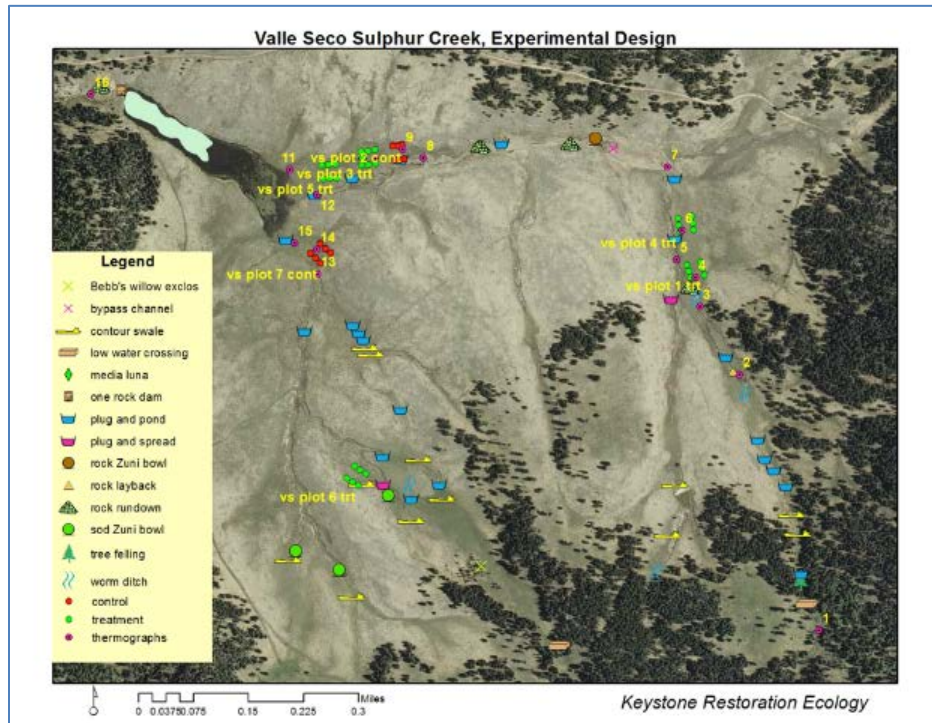 Valle Seco Sulphur Creek, Experimental Design
16
9
8
vs plot 2 cont
11
vs plot 3 trt
7
vs plot 5 trt
12
6
15
14
vs plot 4 trt
5
13
4
vs plot 7 cont
vs plot 1 trt
3
2
vs plot 6 trt
1
Legend
Bebb's willow exclos
bypass channel
contour swale
low water crossing
media luna
one rock dam
plug and pond
plug and spread
rock Zuni bowl
rock layback
rock rundown
sod Zuni bowl
tree felling
worm ditch
control
treatment
thermographs
Miles
0 0.0375 0.075 0.15 0.225 0.3
Keystone Restoration Ecology